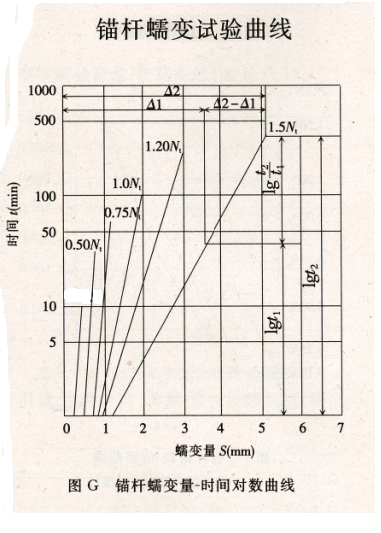 锚杆蠕变试验曲线
1000
500
100
50
10
5
时间 t(min)
Δ2
Δ1
Δ2-Δ1
1.5Nt
1.20Nt
1.0Nt
0.75Nt
0.50Nt
lg t2/t1
lgt1
lgt2
0 1 2 3 4 5 6 7
蠕变量 S(mm)
图 G 锚杆蠕变量-时间对数曲线